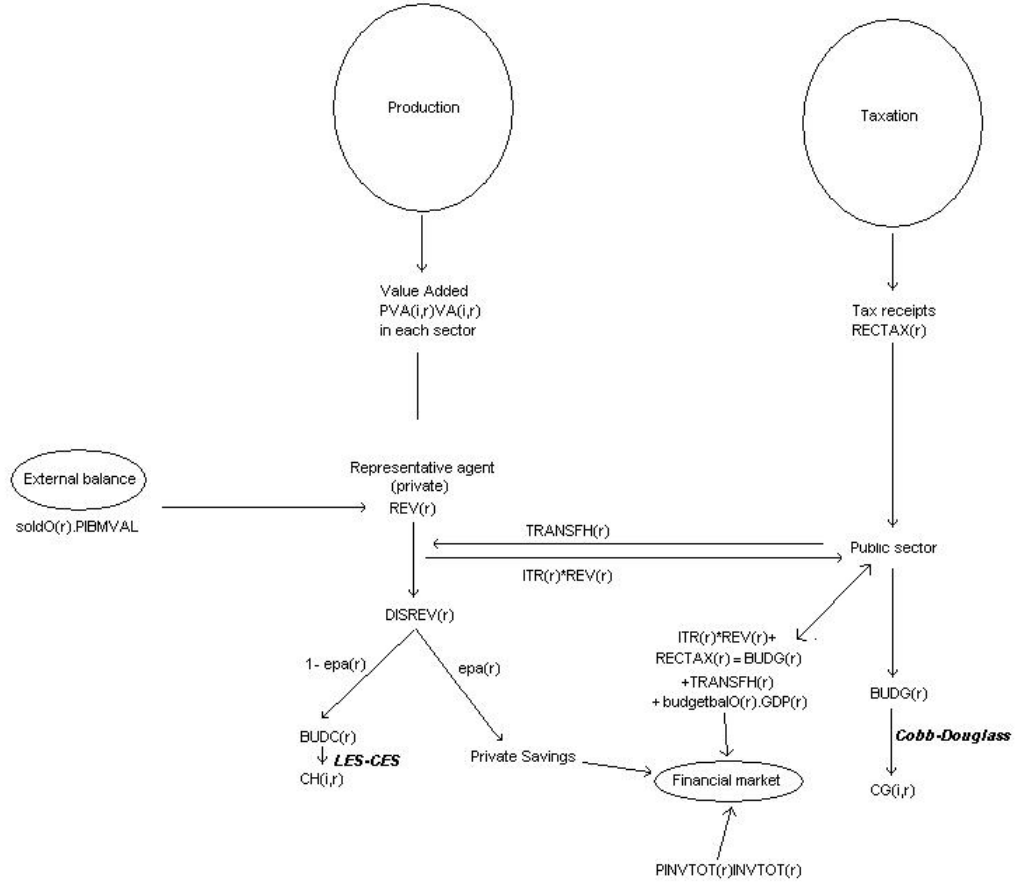 Production
Taxation
Value Added
PVA(i,r)VA(i,r)
in each sector
Tax receipts
RECTAX(r)
External balance
soldO(r).PIBMVAL
Representative agent
(private)
REV(r)
TRANSFH(r)
ITR(r)*REV(r)
Public sector
DISREV(r)
1- epa(r)
epa(r)
ITR(r)*REV(r)+
RECTAX(r) = BUDG(r)
+TRANSFH(r)
+budgetbalO(r).GDP(r)
BUDG(r)
BUDC(r)
LES-CES
CH(i,r)
Private Savings
Financial market
Cobb-Douglass
CG(i,r)
PINVTOT(r)INVTOT(r)